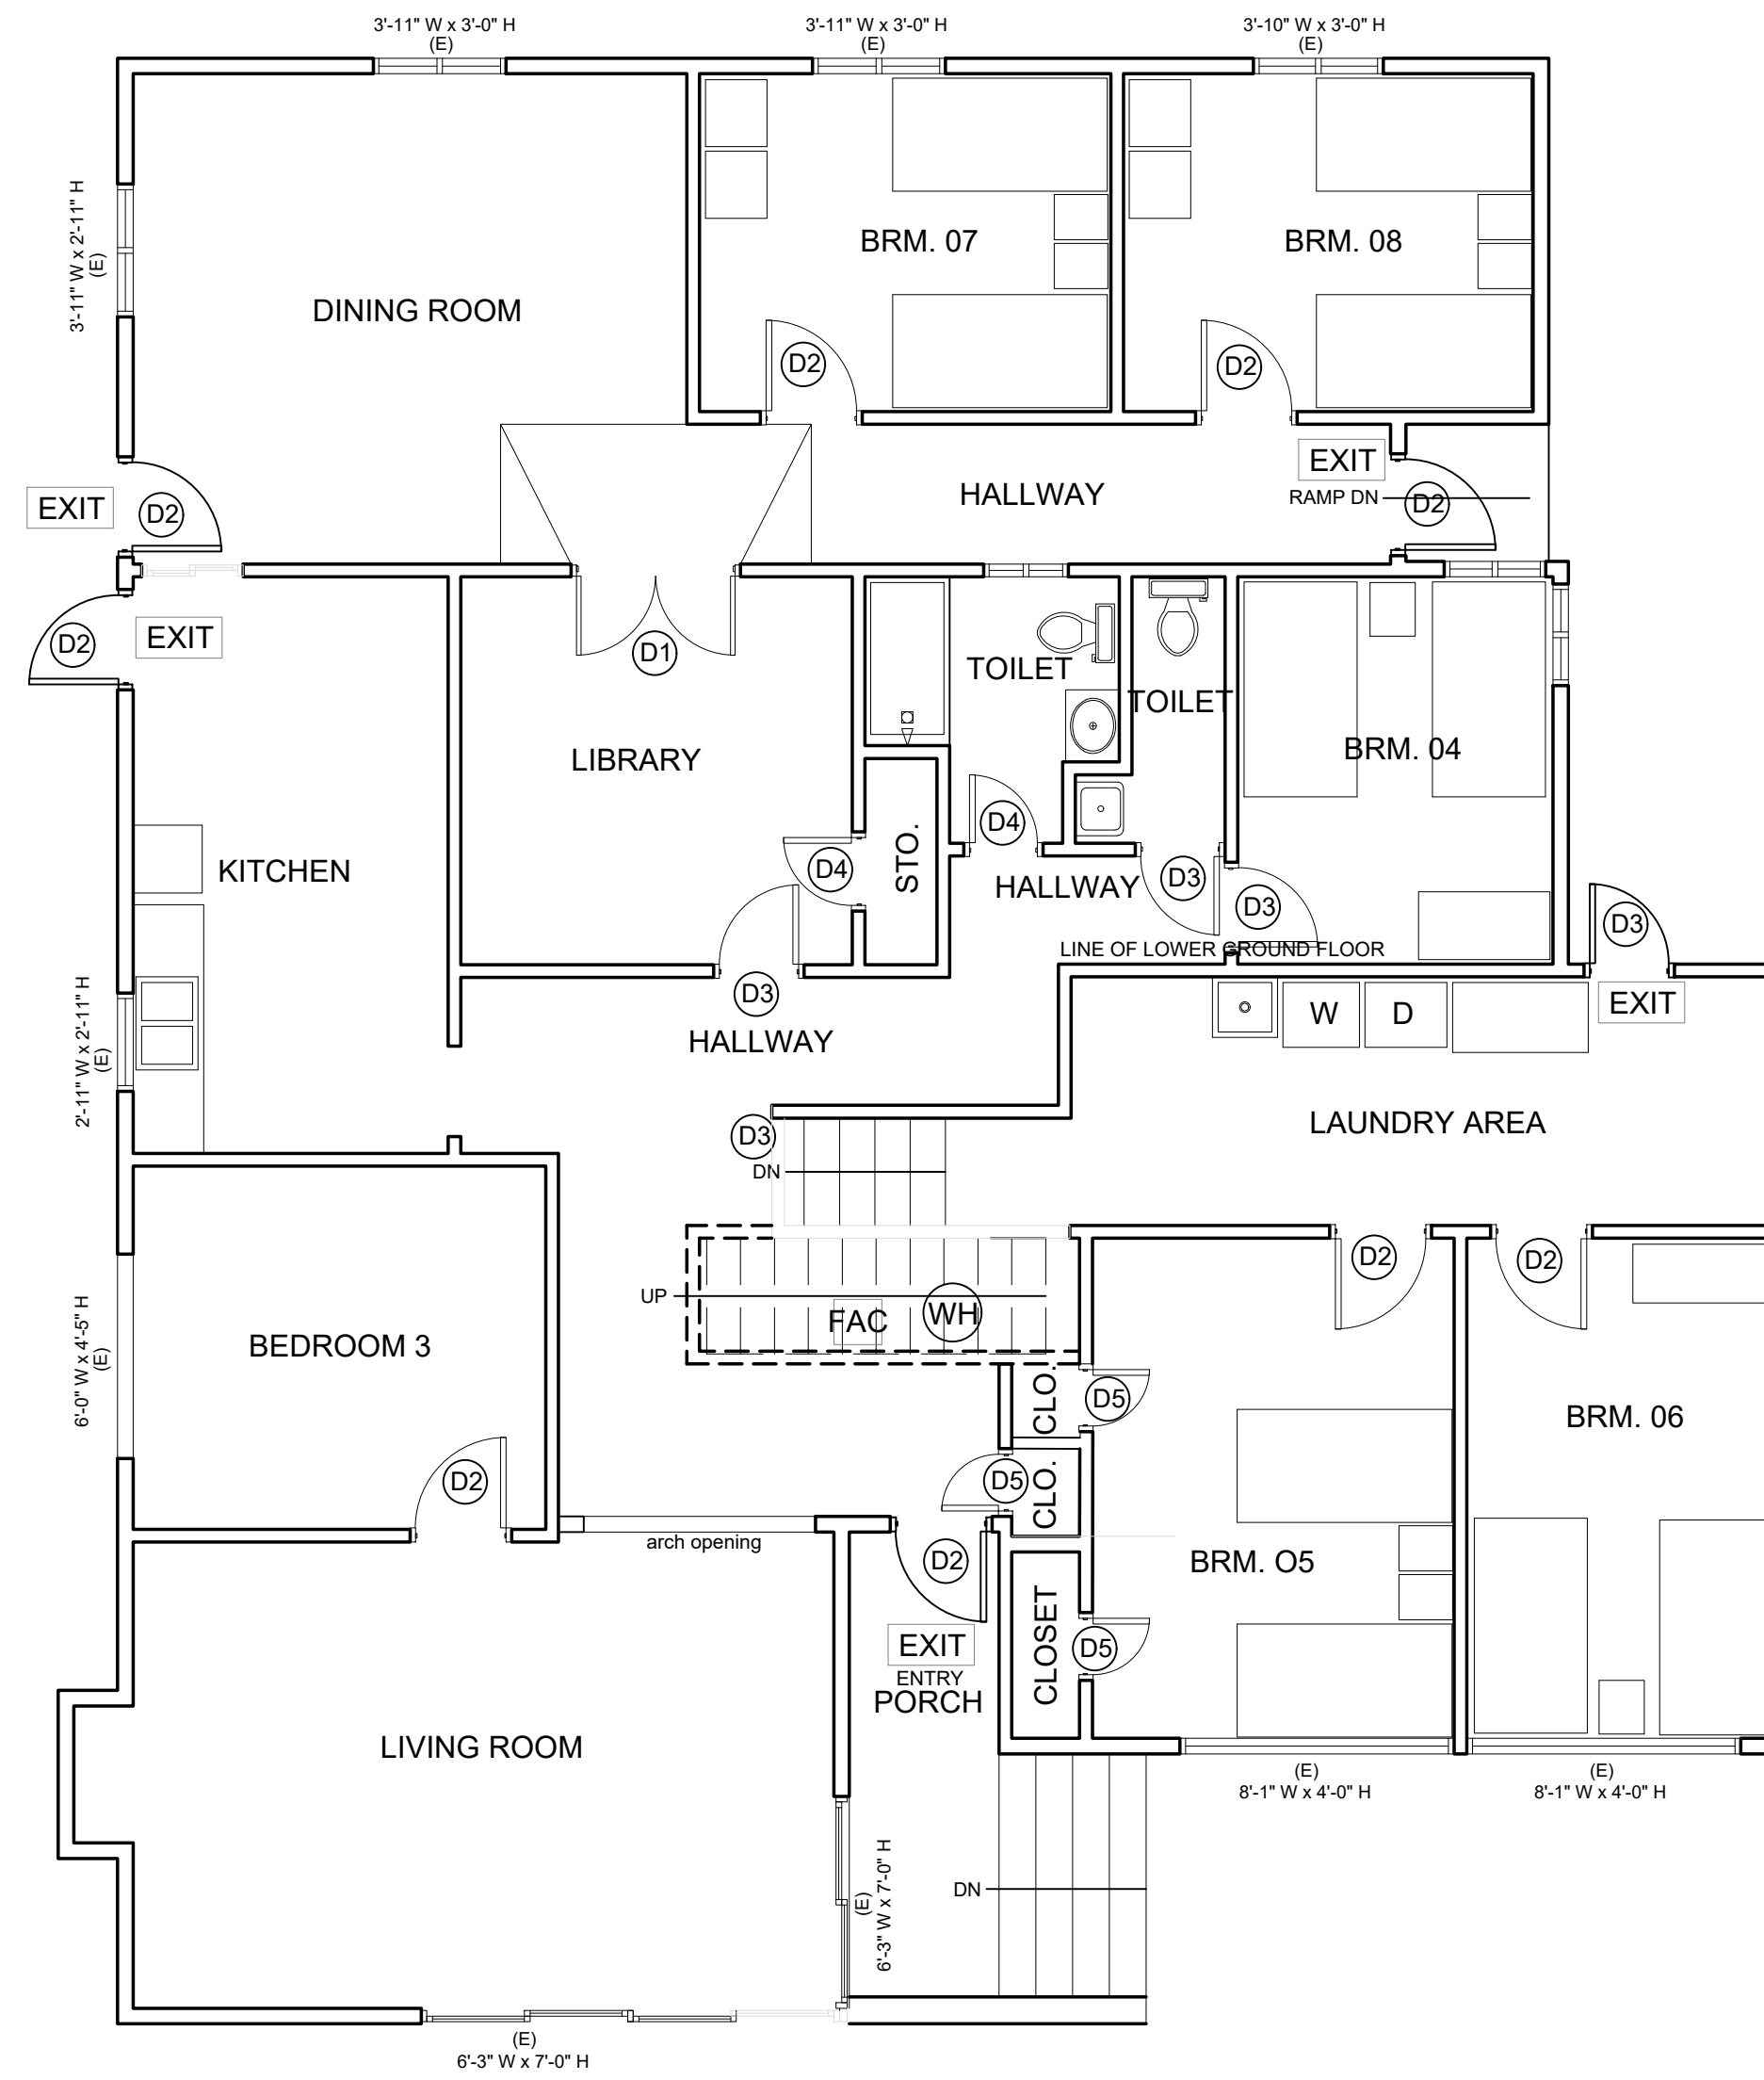 3'-11" W x 3'-0" H
(E)
3'-11" W x 3'-0" H
(E)
3'-10" W x 3'-0" H
(E)
3'-11" W x 2'-11" H
(E)
BRM. 07
BRM. 08
DINING ROOM
D2
D2
EXIT
HALLWAY
RAMP DN
D2
EXIT
D2
EXIT
D2
D1
TOILET
TOILET
LIBRARY
BRM. 04
KITCHEN
D4
STO.
D4
HALLWAY
D3
D3
D3
LINE OF LOWER GROUND FLOOR
D3
HALLWAY
W
D
EXIT
2'-11" W x 2'-11" H
(E)
LAUNDRY AREA
D3
DN
D2
D2
UP
FAC
WH
BEDROOM 3
6'-0" W x 4'-5" H
(E)
CLO.
D5
BRM. 06
D2
D5
CLO.
arch opening
D2
BRM. O5
EXIT
ENTRY
PORCH
CLOSET
D5
LIVING ROOM
(E)
8'-1" W x 4'-0" H
(E)
8'-1" W x 4'-0" H
(E)
6'-3" W x 7'-0" H
DN
(E)
6'-3" W x 7'-0" H